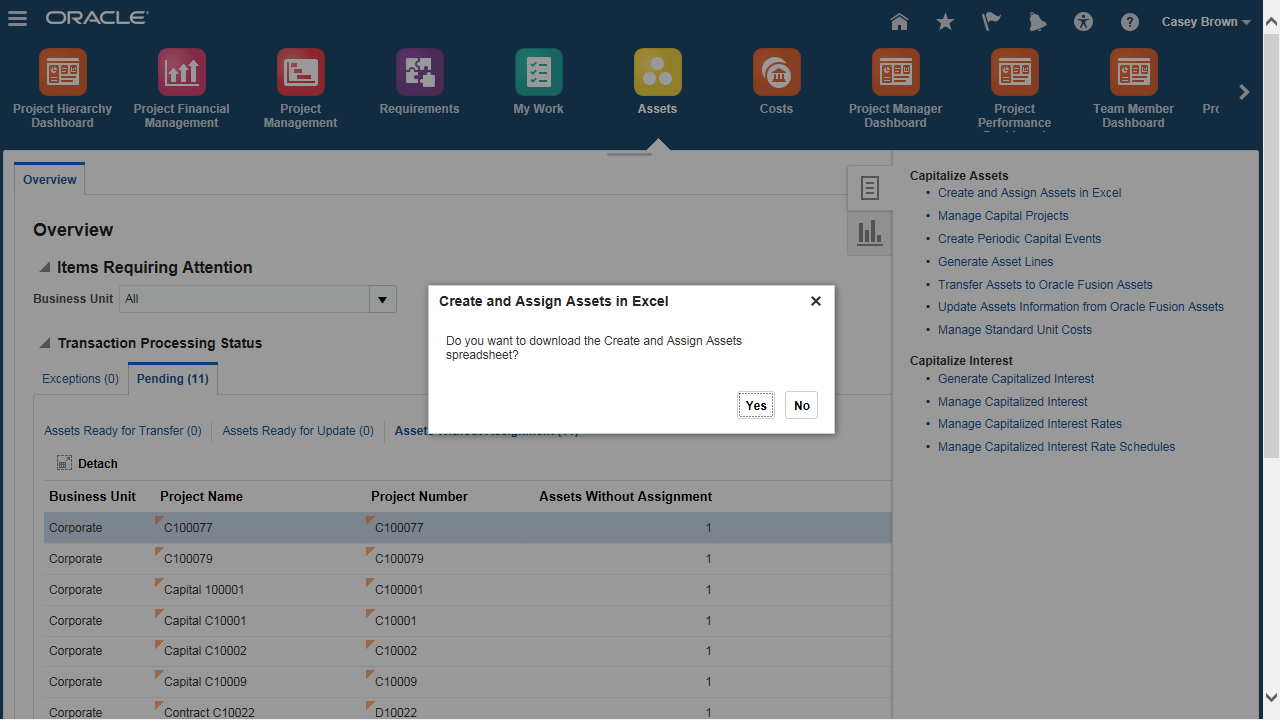 ORACLE
Casey Brown
Project Hierarchy Dashboard
Project Financial Management
Project Management
Requirements
My Work
Assets
Costs
Project Manager Dashboard
Project Performance
Team Member Dashboard
Overview
Overview
Items Requiring Attention
Business Unit All
Transaction Processing Status
Exceptions (0) Pending (11)
Assets Ready for Transfer (0) Assets Ready for Update (0)
Detach
Business Unit Project Name Project Number Assets Without Assignment
Corporate C100077 C100077 1
Corporate C100079 C100079 1
Corporate Capital 100001 C100001 1
Corporate Capital C10001 C10001 1
Corporate Capital C10002 C10002 1
Corporate Capital C10009 C10009 1
Corporate Contract C10022 D10022 1
Create and Assign Assets in Excel
Do you want to download the Create and Assign Assets
spreadsheet?
Yes No
Capitalize Assets
Create and Assign Assets in Excel
Manage Capital Projects
Create Periodic Capital Events
Generate Asset Lines
Transfer Assets to Oracle Fusion Assets
Update Assets Information from Oracle Fusion Assets
Manage Standard Unit Costs
Capitalize Interest
Generate Capitalized Interest
Manage Capitalized Interest
Manage Capitalized Interest Rates
Manage Capitalized Interest Rate Schedules